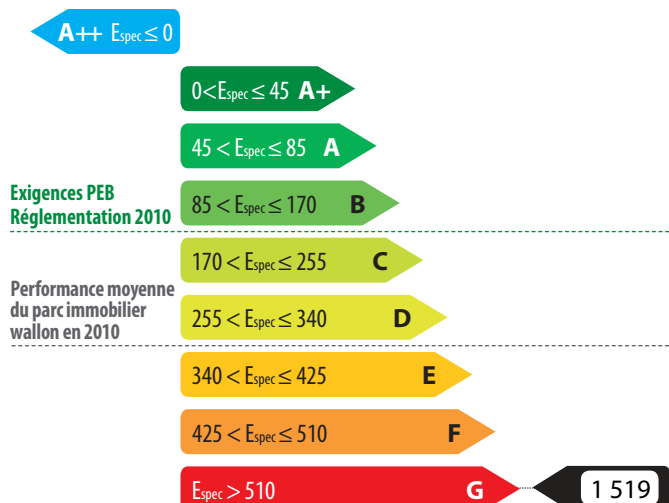 A++ Espec ≤ 0
0<Espec ≤ 45 A+
45 < Espec ≤ 85 A
Exigences PEB
Réglementation 2010
85 < Espec ≤ 170 B
170 < Espec ≤ 255 C
Performance moyenne
du parc immobilier
wallon en 2010
255 < Espec ≤ 340 D
340 < Espec ≤ 425 E
425 < Espec ≤ 510 F
Espec > 510 G
1 519